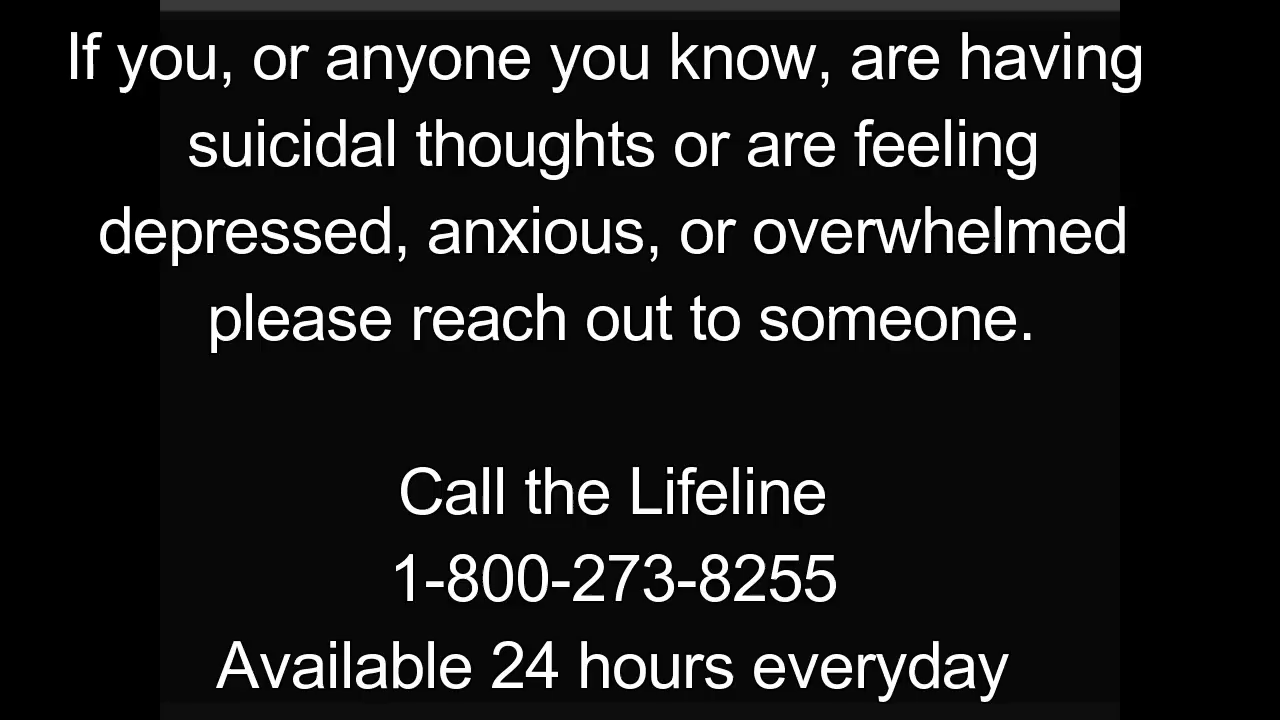 If you, or anyone you know, are having
suicidal thoughts or are feeling
depressed, anxious, or overwhelmed
please reach out to someone.
Call the Lifeline
1-800-273-8255
Available 24 hours everyday